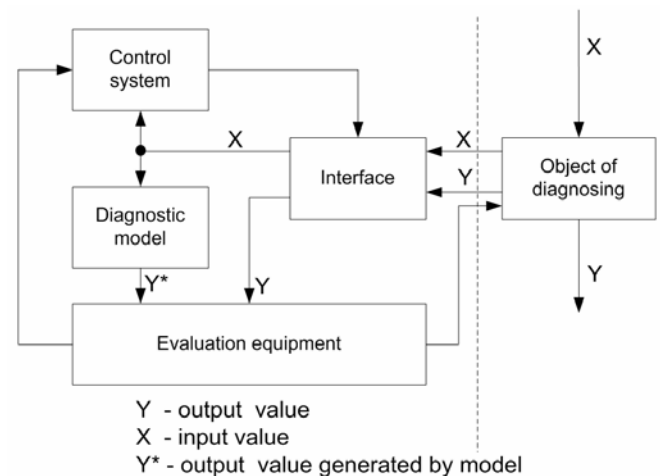 Control
system
X
X
X
Interface
Y
Object of
diagnosing
Diagnostic
model
Y*
Y
Y
Evaluation equipment
Y - output value
X - input value
Y* - output value generated by model